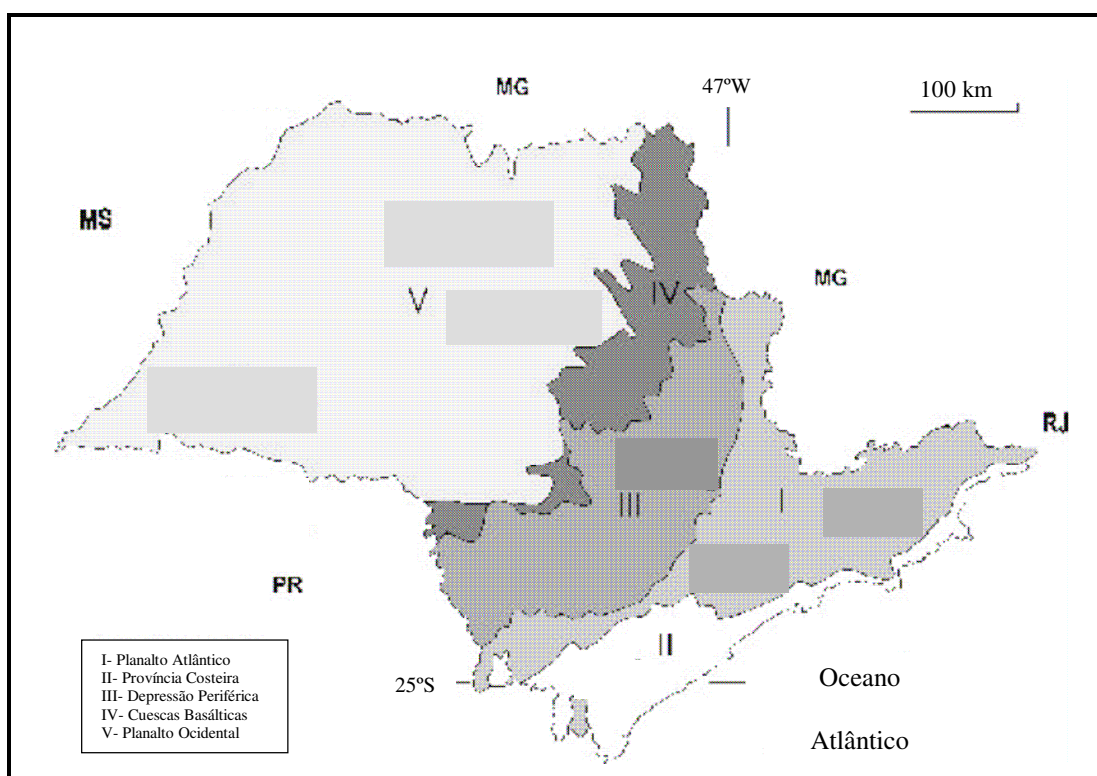 MG
47ºW
100 km
MS
MG
IV
V
RJ
III
I
PR
II
25ºS
Oceano
Atlântico
I- Planalto Atlântico
II- Província Costeira
III- Depressão Periférica
IV- Cuescas Basálticas
V- Planalto Ocidental